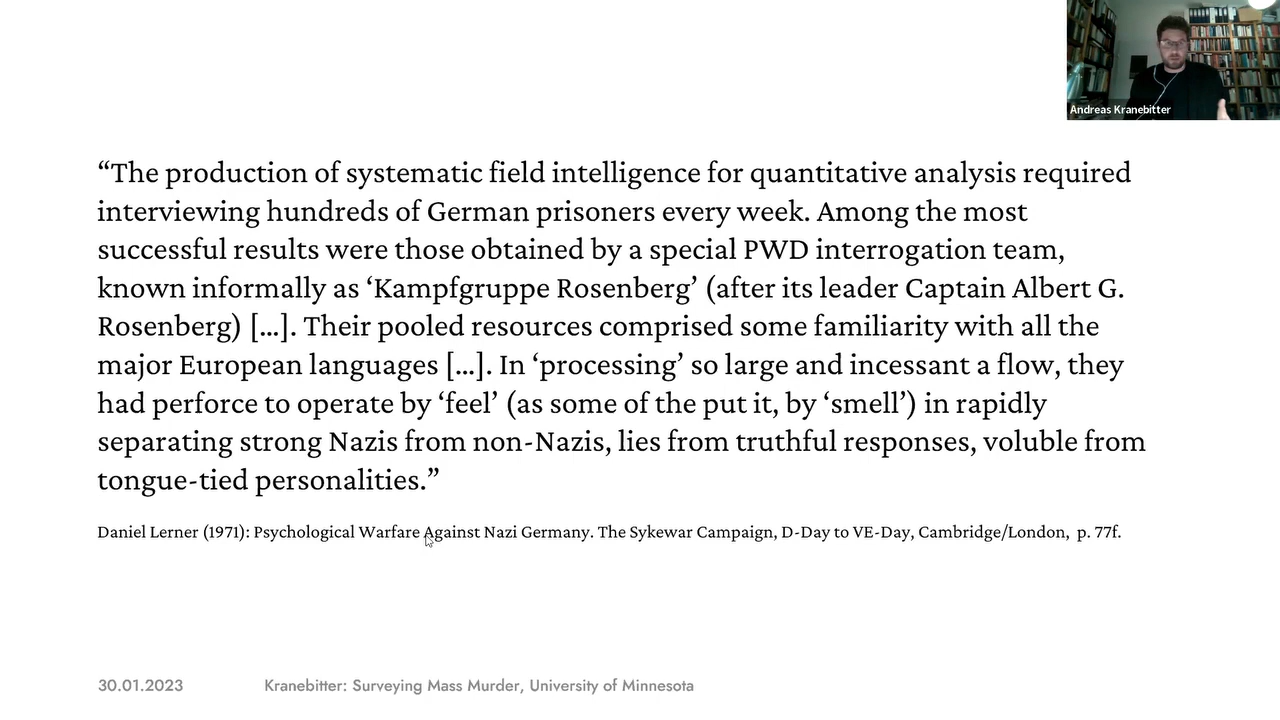 Andreas Kranebitter
“The production of systematic field intelligence for quantitative analysis required
interviewing hundreds of German prisoners every week. Among the most
successful results were those obtained by a special PWD interrogation team,
known informally as ‘Kampfgruppe Rosenberg’ (after its leader Captain Albert G.
Rosenberg) [...]. Their pooled resources comprised some familiarity with all the
major European languages [...]. In ‘processing’ so large and incessant a flow, they
had perforce to operate by ‘feel’ (as some of the put it, by ‘smell’) in rapidly
separating strong Nazis from non-Nazis, lies from truthful responses, voluble from
tongue-tied personalities.”
Daniel Lerner (1971): Psychological Warfare Against Nazi Germany. The Sykewar Campaign, D-Day to VE-Day, Cambridge/London, p. 77f.
30.01.2023 Kranebitter: Surveying Mass Murder, University of Minnesota